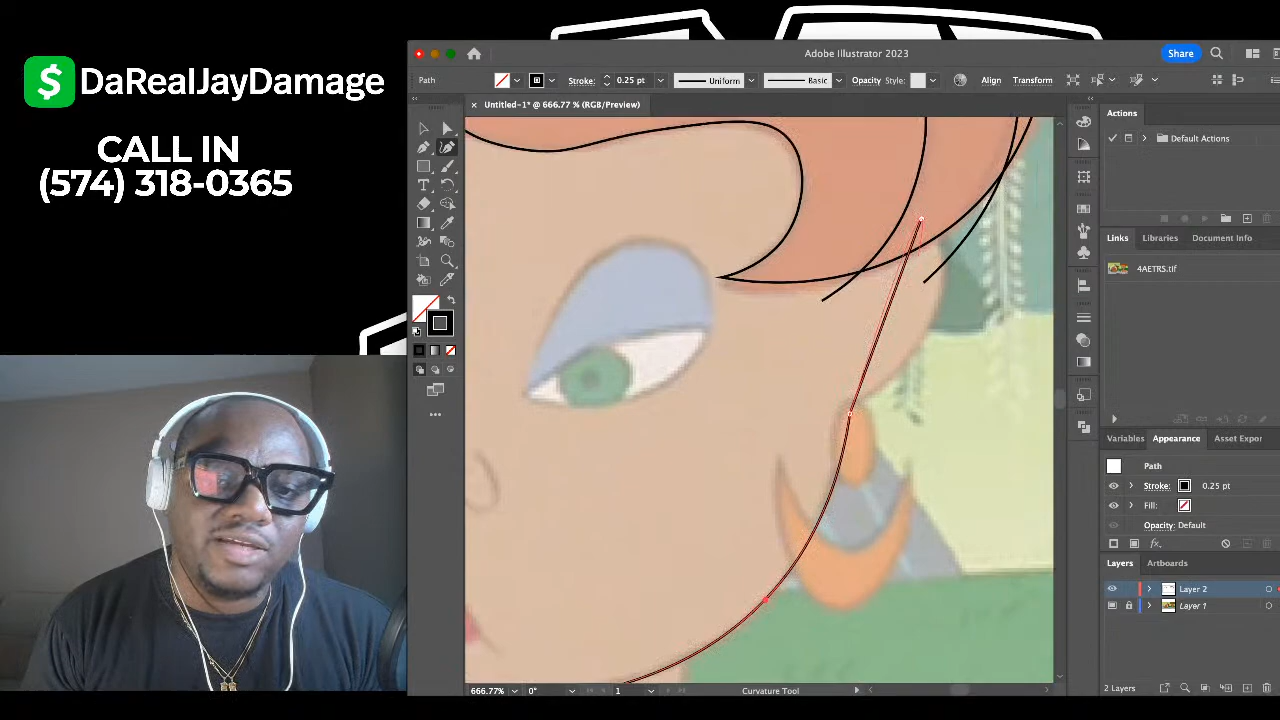 $ DaRealJayDamage
CALL IN
(574) 318-0365
Adobe Illustrator 2023
Share
Path
Stroke:
0.25 pt
Uniform
Basic
Opacity
Style:
Align
Transform
× Untitled-1* @ 666.77 % (RGB/Preview)
Actions
Default Actions
Links
Libraries
Document Info
4AETRS.tif
Variables
Appearance
Asset Expor
Path
Stroke:
0.25 pt
Fill:
Opacity: Default
fx
Layers
Artboards
Layer 2
Layer 1
666.77%
0°
1
Curvature Tool
2 Layers